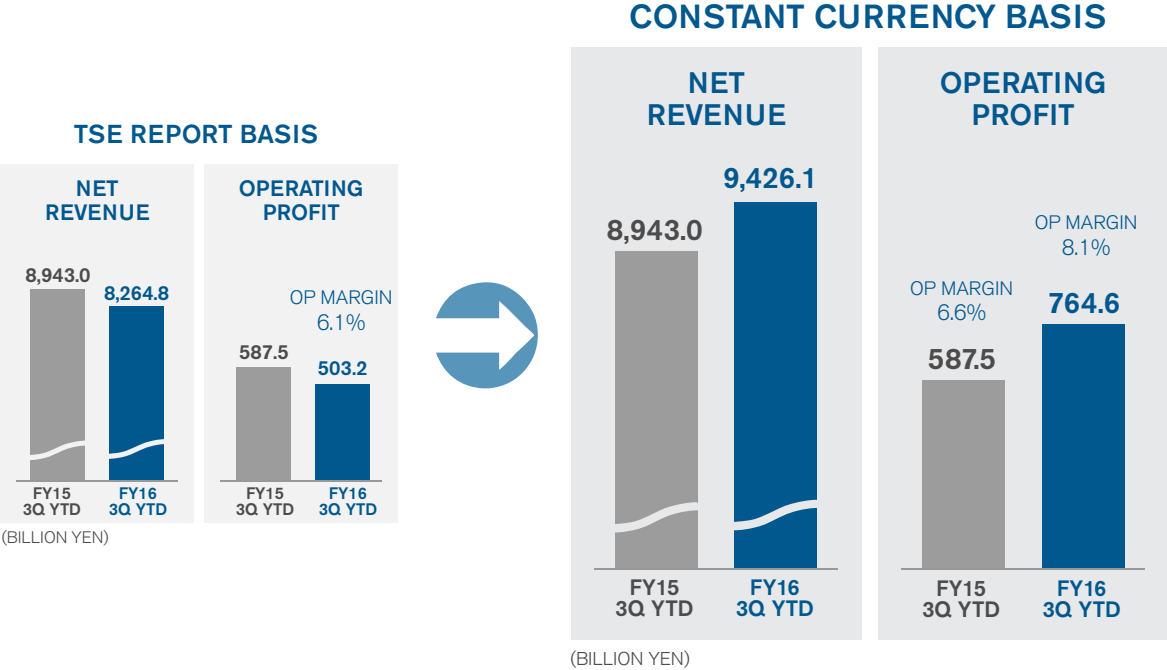 TSE REPORT BASIS
NET
REVENUE
8,943.0
8,264.8
FY15
3Q YTD
FY16
3Q YTD
OPERATING
PROFIT
OP MARGIN
6.1%
587.5
503.2
FY15
3Q YTD
FY16
3Q YTD
(BILLION YEN)
CONSTANT CURRENCY BASIS
NET
REVENUE
9,426.1
8,943.0
FY15
3Q YTD
FY16
3Q YTD
OPERATING
PROFIT
OP MARGIN
8.1%
OP MARGIN
6.6%
764.6
587.5
FY15
3Q YTD
FY16
3Q YTD
(BILLION YEN)